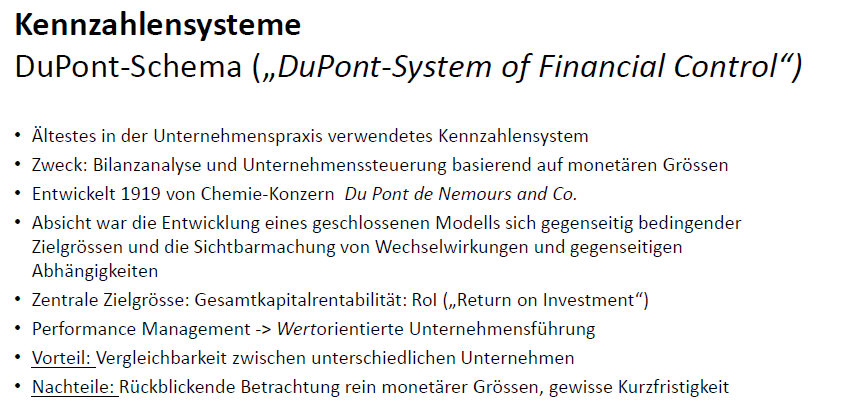 Kennzahlensysteme
DuPont-Schema („DuPont-System of Financial Control“)
• Ältestes in der Unternehmenspraxis verwendetes Kennzahlensystem
• Zweck: Bilanzanalyse und Unternehmenssteuerung basierend auf monetären Grössen
• Entwickelt 1919 von Chemie-Konzern Du Pont de Nemours and Co.
• Absicht war die Entwicklung eines geschlossenen Modells sich gegenseitig bedingender
Zielgrössen und die Sichtbarmachung von Wechselwirkungen und gegenseitigen
Abhängigkeiten
• Zentrale Zielgrösse: Gesamtkapitalrentabilität: RoI („Return on Investment“)
• Performance Management -> Wertorientierte Unternehmensführung
• Vorteil: Vergleichbarkeit zwischen unterschiedlichen Unternehmen
• Nachteile: Rückblickende Betrachtung rein monetärer Grössen, gewisse Kurzfristigkeit